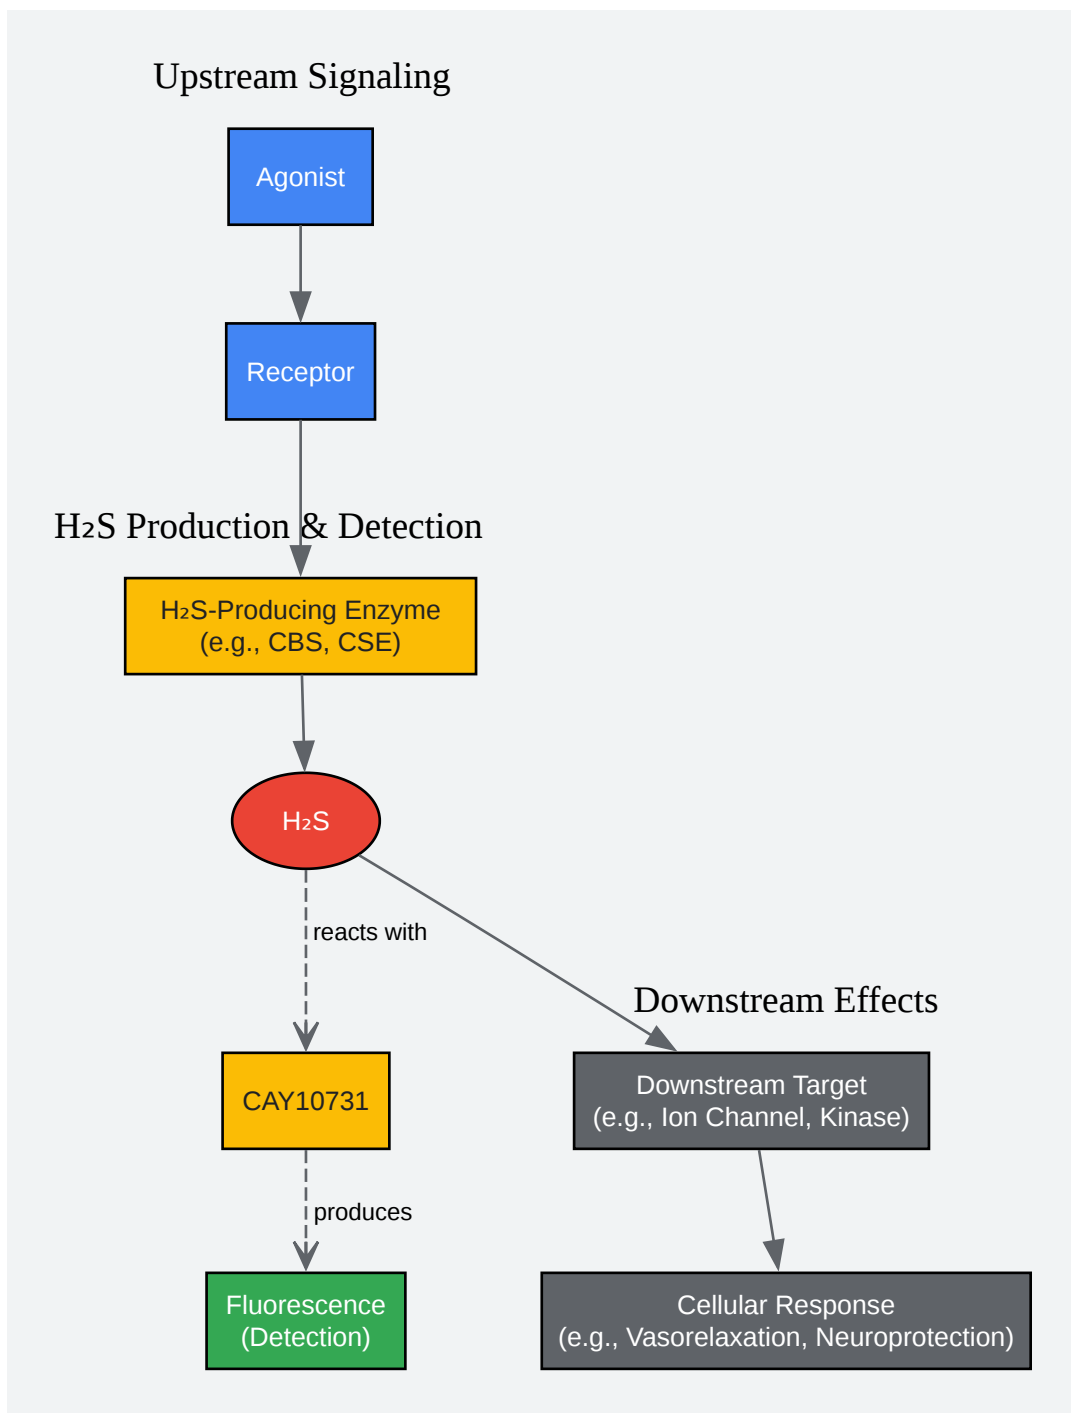 Upstream Signaling
Agonist
Receptor
H₂S Production & Detection
H₂S-Producing Enzyme
(e.g., CBS, CSE)
H₂S
reacts with
Downstream Effects
CAY10731
Downstream Target
(e.g., Ion Channel, Kinase)
produces
Fluorescence
(Detection)
Cellular Response
(e.g., Vasorelaxation, Neuroprotection)